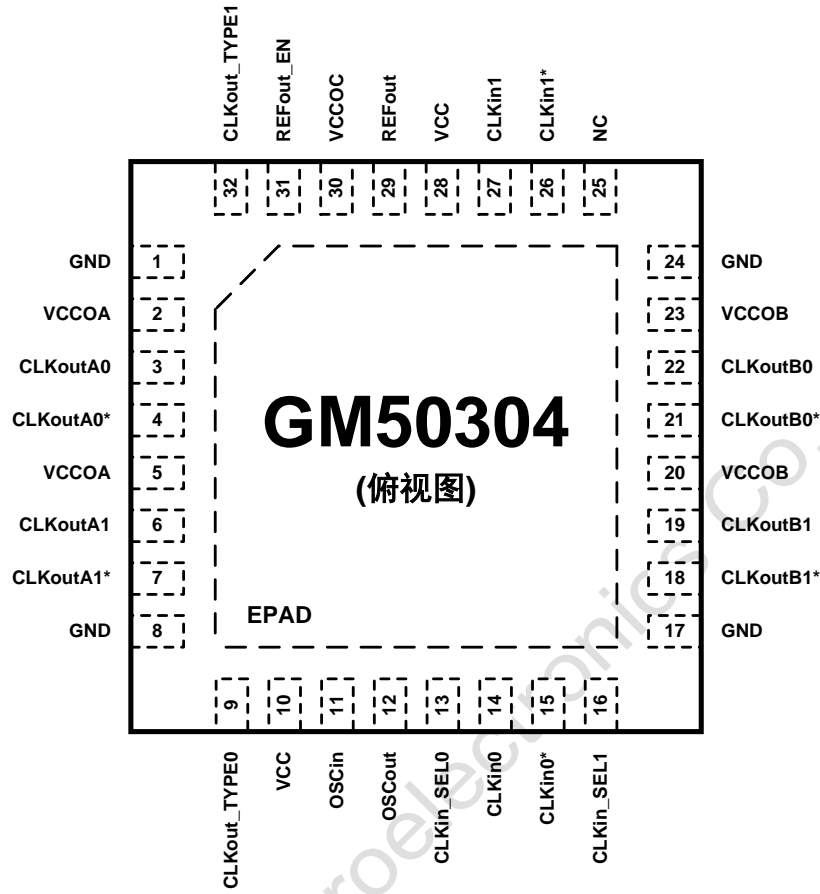 CLKout_TYPE1
REFout_EN
VCCOC
REFout
VCC
CLKin1
CLKin1*
NC
32
31
30
29
28
27
26
25
GND 1
VCCOA 2
CLKoutA0 3
CLKoutA0* 4
VCCOA 5
CLKoutA1 6
CLKoutA1* 7
GND 8
GM50304
(俯视图)
EPAD
24 GND
23 VCCOB
22 CLKoutB0
21 CLKoutB0*
20 VCCOB
19 CLKoutB1
18 CLKoutB1*
17 GND
9
10
11
12
13
14
15
16
CLKout_TYPE0
VCC
OSCin
OSCout
CLKin_SEL0
CLKin0
CLKin0*
CLKin_SEL1
roelectronics Co.